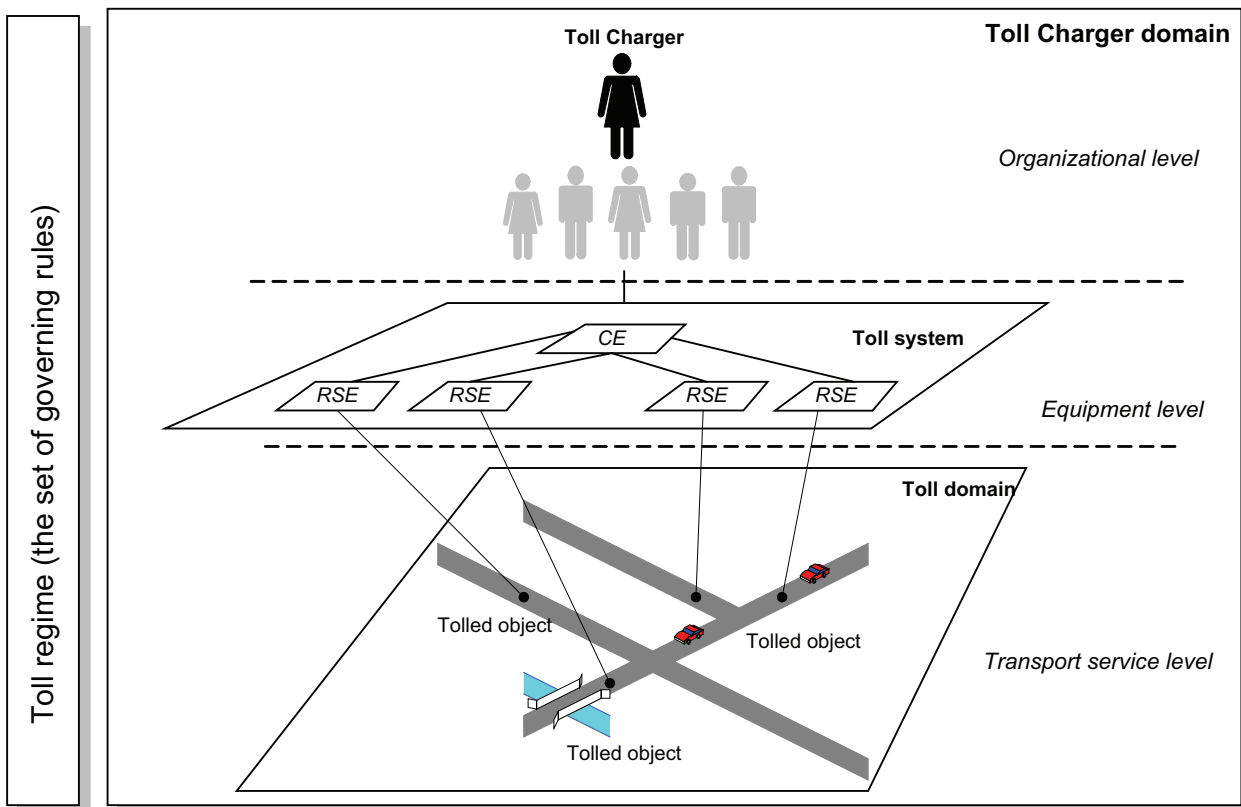 Toll Charger
Toll Charger domain
Organizational level
Toll regime (the set of governing rules)
CE
Toll system
RSE
RSE
RSE
RSE
Equipment level
Toll domain
Tolled object
Tolled object
Transport service level
Tolled object